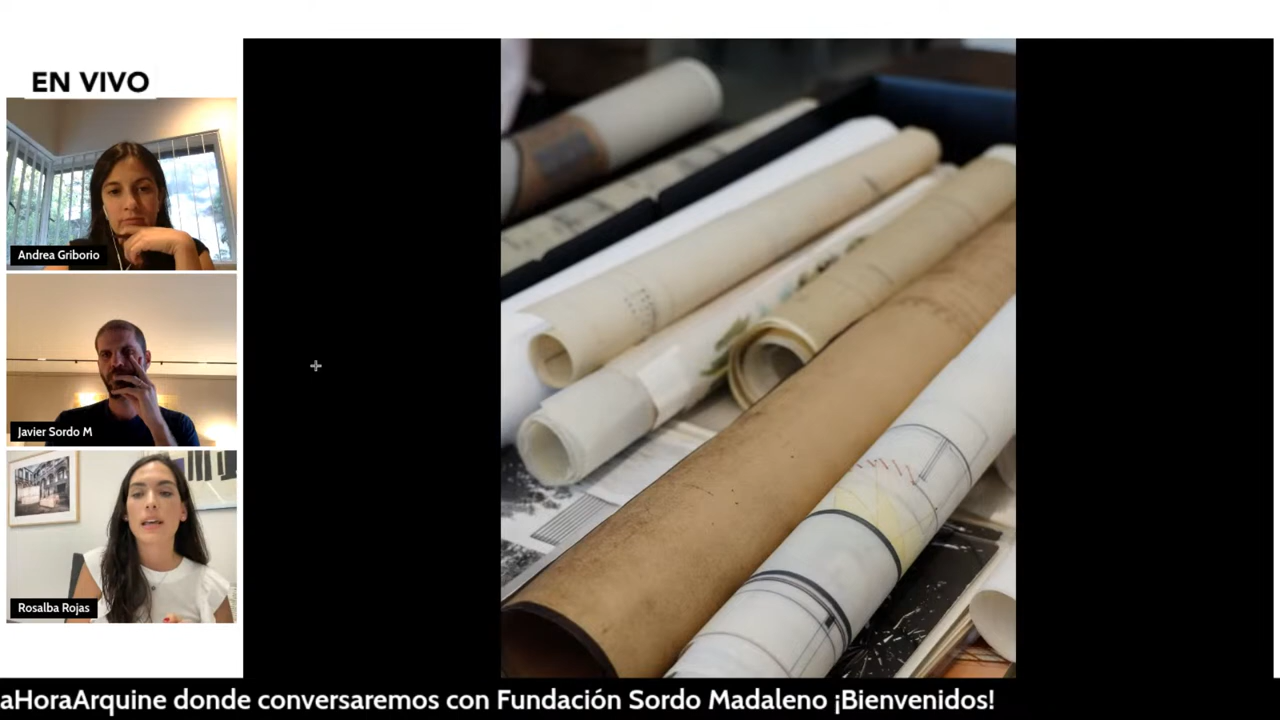 EN VIVO
Andrea Griborio
Javier Sordo M
Rosalba Rojas
aHoraArquine donde conversaremos con Fundación Sordo Madaleno ¡Bienvenidos!